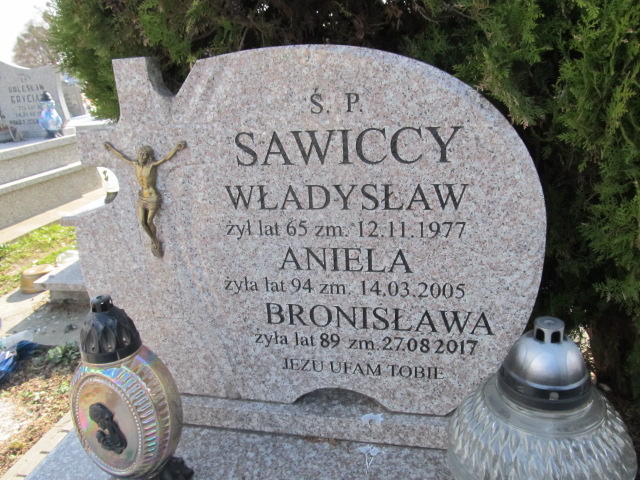 Ś. P.
SAWICCY
WŁADYSŁAW
żył lat 65 zm. 12.11.1977
ANIELA
żyła lat 94 zm. 14.03.2005
BRONISŁAWA
żyła lat 89 zm.27.08 2017
JEZU UFAM TOBIE
BOLESŁAW